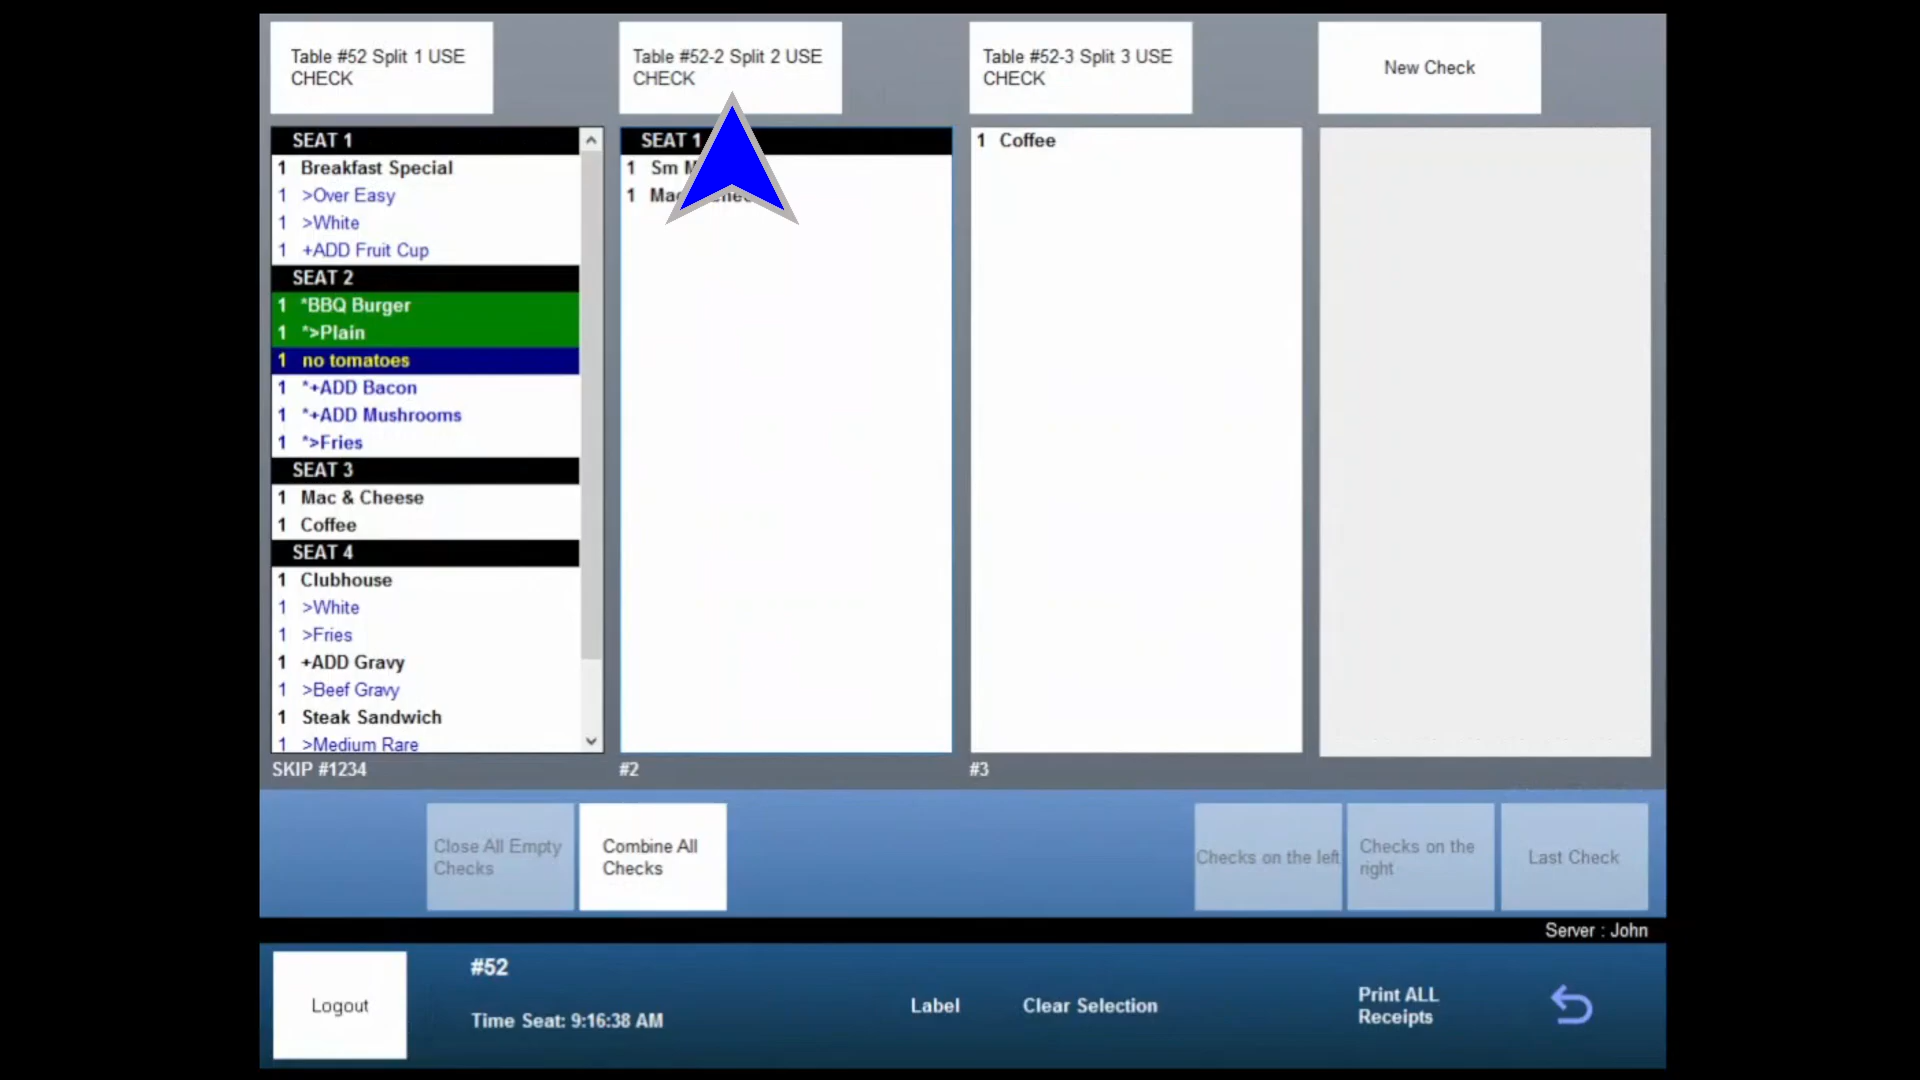 Table #52 Split 1 USE
CHECK
Table #52-2 Split 2 USE
CHECK
Table #52-3 Split 3 USE
CHECK
New Check
SEAT 1
1 Breakfast Special
1 >Over Easy
1 >White
1 +ADD Fruit Cup
SEAT 2
1 *BBQ Burger
1 *>Plain
1 no tomatoes
1 *+ADD Bacon
1 *+ADD Mushrooms
1 *>Fries
SEAT 3
1 Mac & Cheese
1 Coffee
SEAT 4
1 Clubhouse
1 >White
1 >Fries
1 +ADD Gravy
1 >Beef Gravy
1 Steak Sandwich
1 >Medium Rare
SKIP #1234
SEAT 1
1 Sm
1
#2
1 Coffee
#3
Close All Empty
Checks
Combine All
Checks
Checks on the left
Checks on the
right
Last Check
Server : John
Logout
#52
Time Seat: 9:16:38 AM
Label
Clear Selection
Print ALL
Receipts